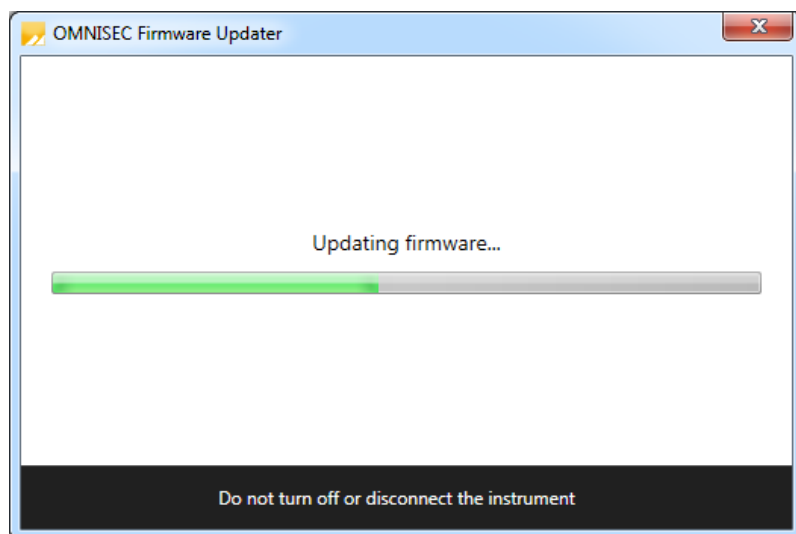 OMNISEC Firmware Updater
Updating firmware...
Do not turn off or disconnect the instrument